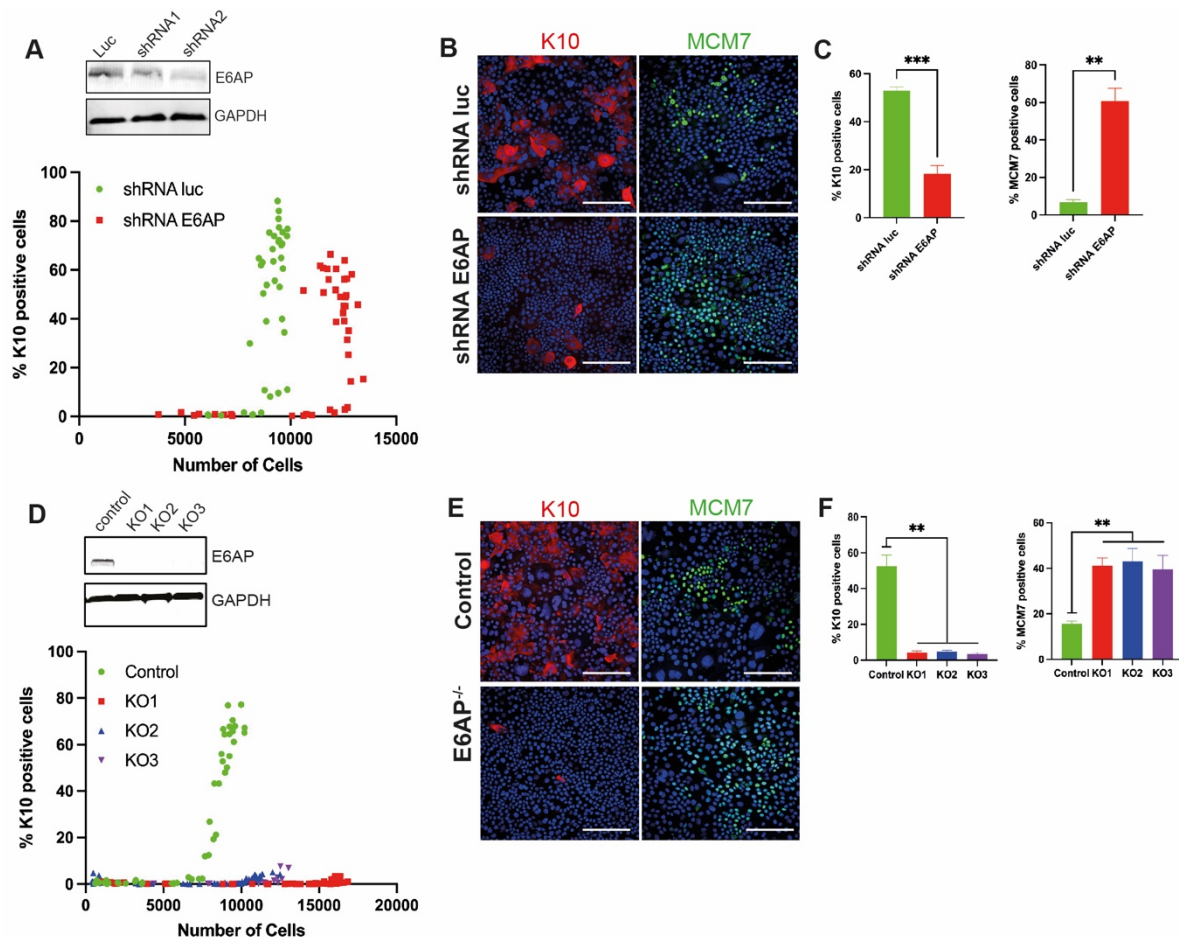 A
Luc
shRNA1
shRNA2
E6AP
GAPDH
% K10 positive cells
100
80
60
40
20
0
shRNA luc
shRNA E6AP
0 5000 10000 15000
Number of Cells
B
K10 MCM7
shRNA luc
shRNA E6AP
C
% K10 positive cells
60
40
20
0
***
shRNA luc
shRNA E6AP
% MCM7 positive cells
80
60
40
20
0
**
shRNA luc
shRNA E6AP
D
control
KO1
KO2
KO3
E6AP
GAPDH
% K10 positive cells
100
80
60
40
20
0
Control
KO1
KO2
KO3
0 5000 10000 15000 20000
Number of Cells
E
K10 MCM7
Control
E6AP-/-
F
% K10 positive cells
80
60
40
20
0
**
Control KO1 KO2 KO3
% MCM7 positive cells
60
40
20
0
**
Control KO1 KO2 KO3